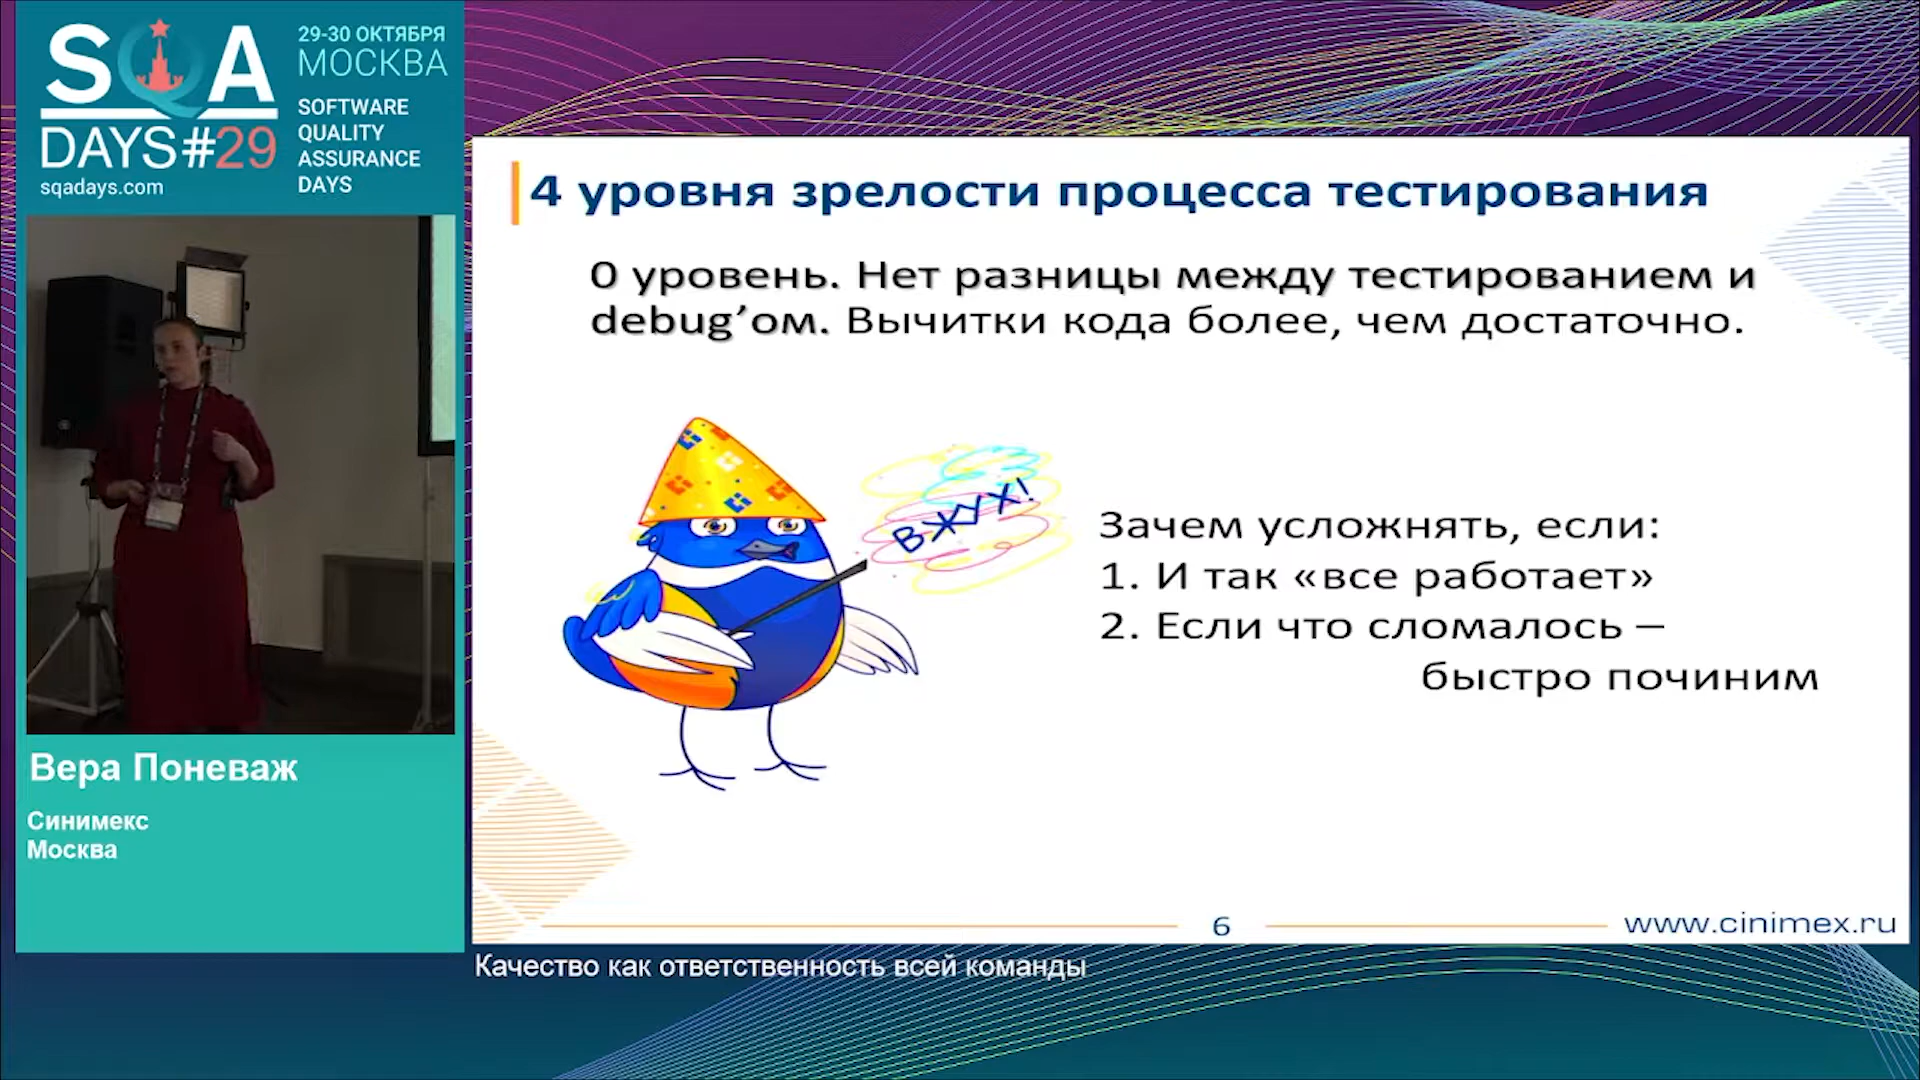 SQA
DAYS#29
sqadays.com
29-30 ОКТЯБРЯ
МОСКВА
SOFTWARE
QUALITY
ASSURANCE
DAYS
Вера Поневаж
Синимекс
Москва
4 уровня зрелости процесса тестирования
0 уровень. Нет разницы между тестированием и
debug’ом. Вычитки кода более, чем достаточно.
ВЖУХ!
Зачем усложнять, если:
1. И так «все работает»
2. Если что сломалось –
быстро починим
6
www.cinimex.ru
Качество как ответственность всей команды